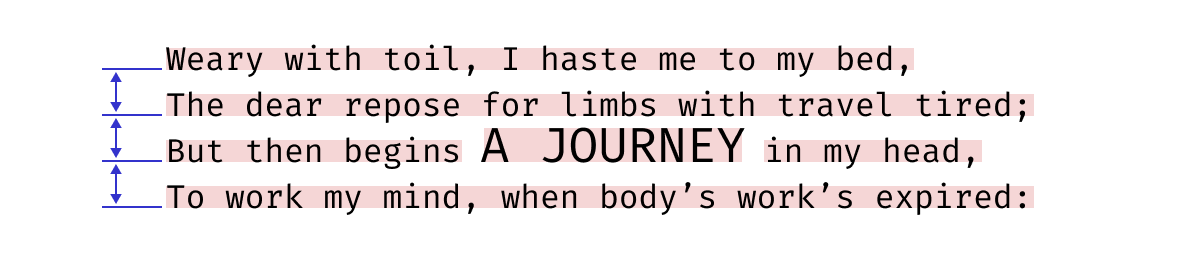 Weary with toil, I haste me to my bed,
The dear repose for limbs with travel tired;
But then begins A JOURNEY in my head,
To work my mind, when body’s work’s expired: